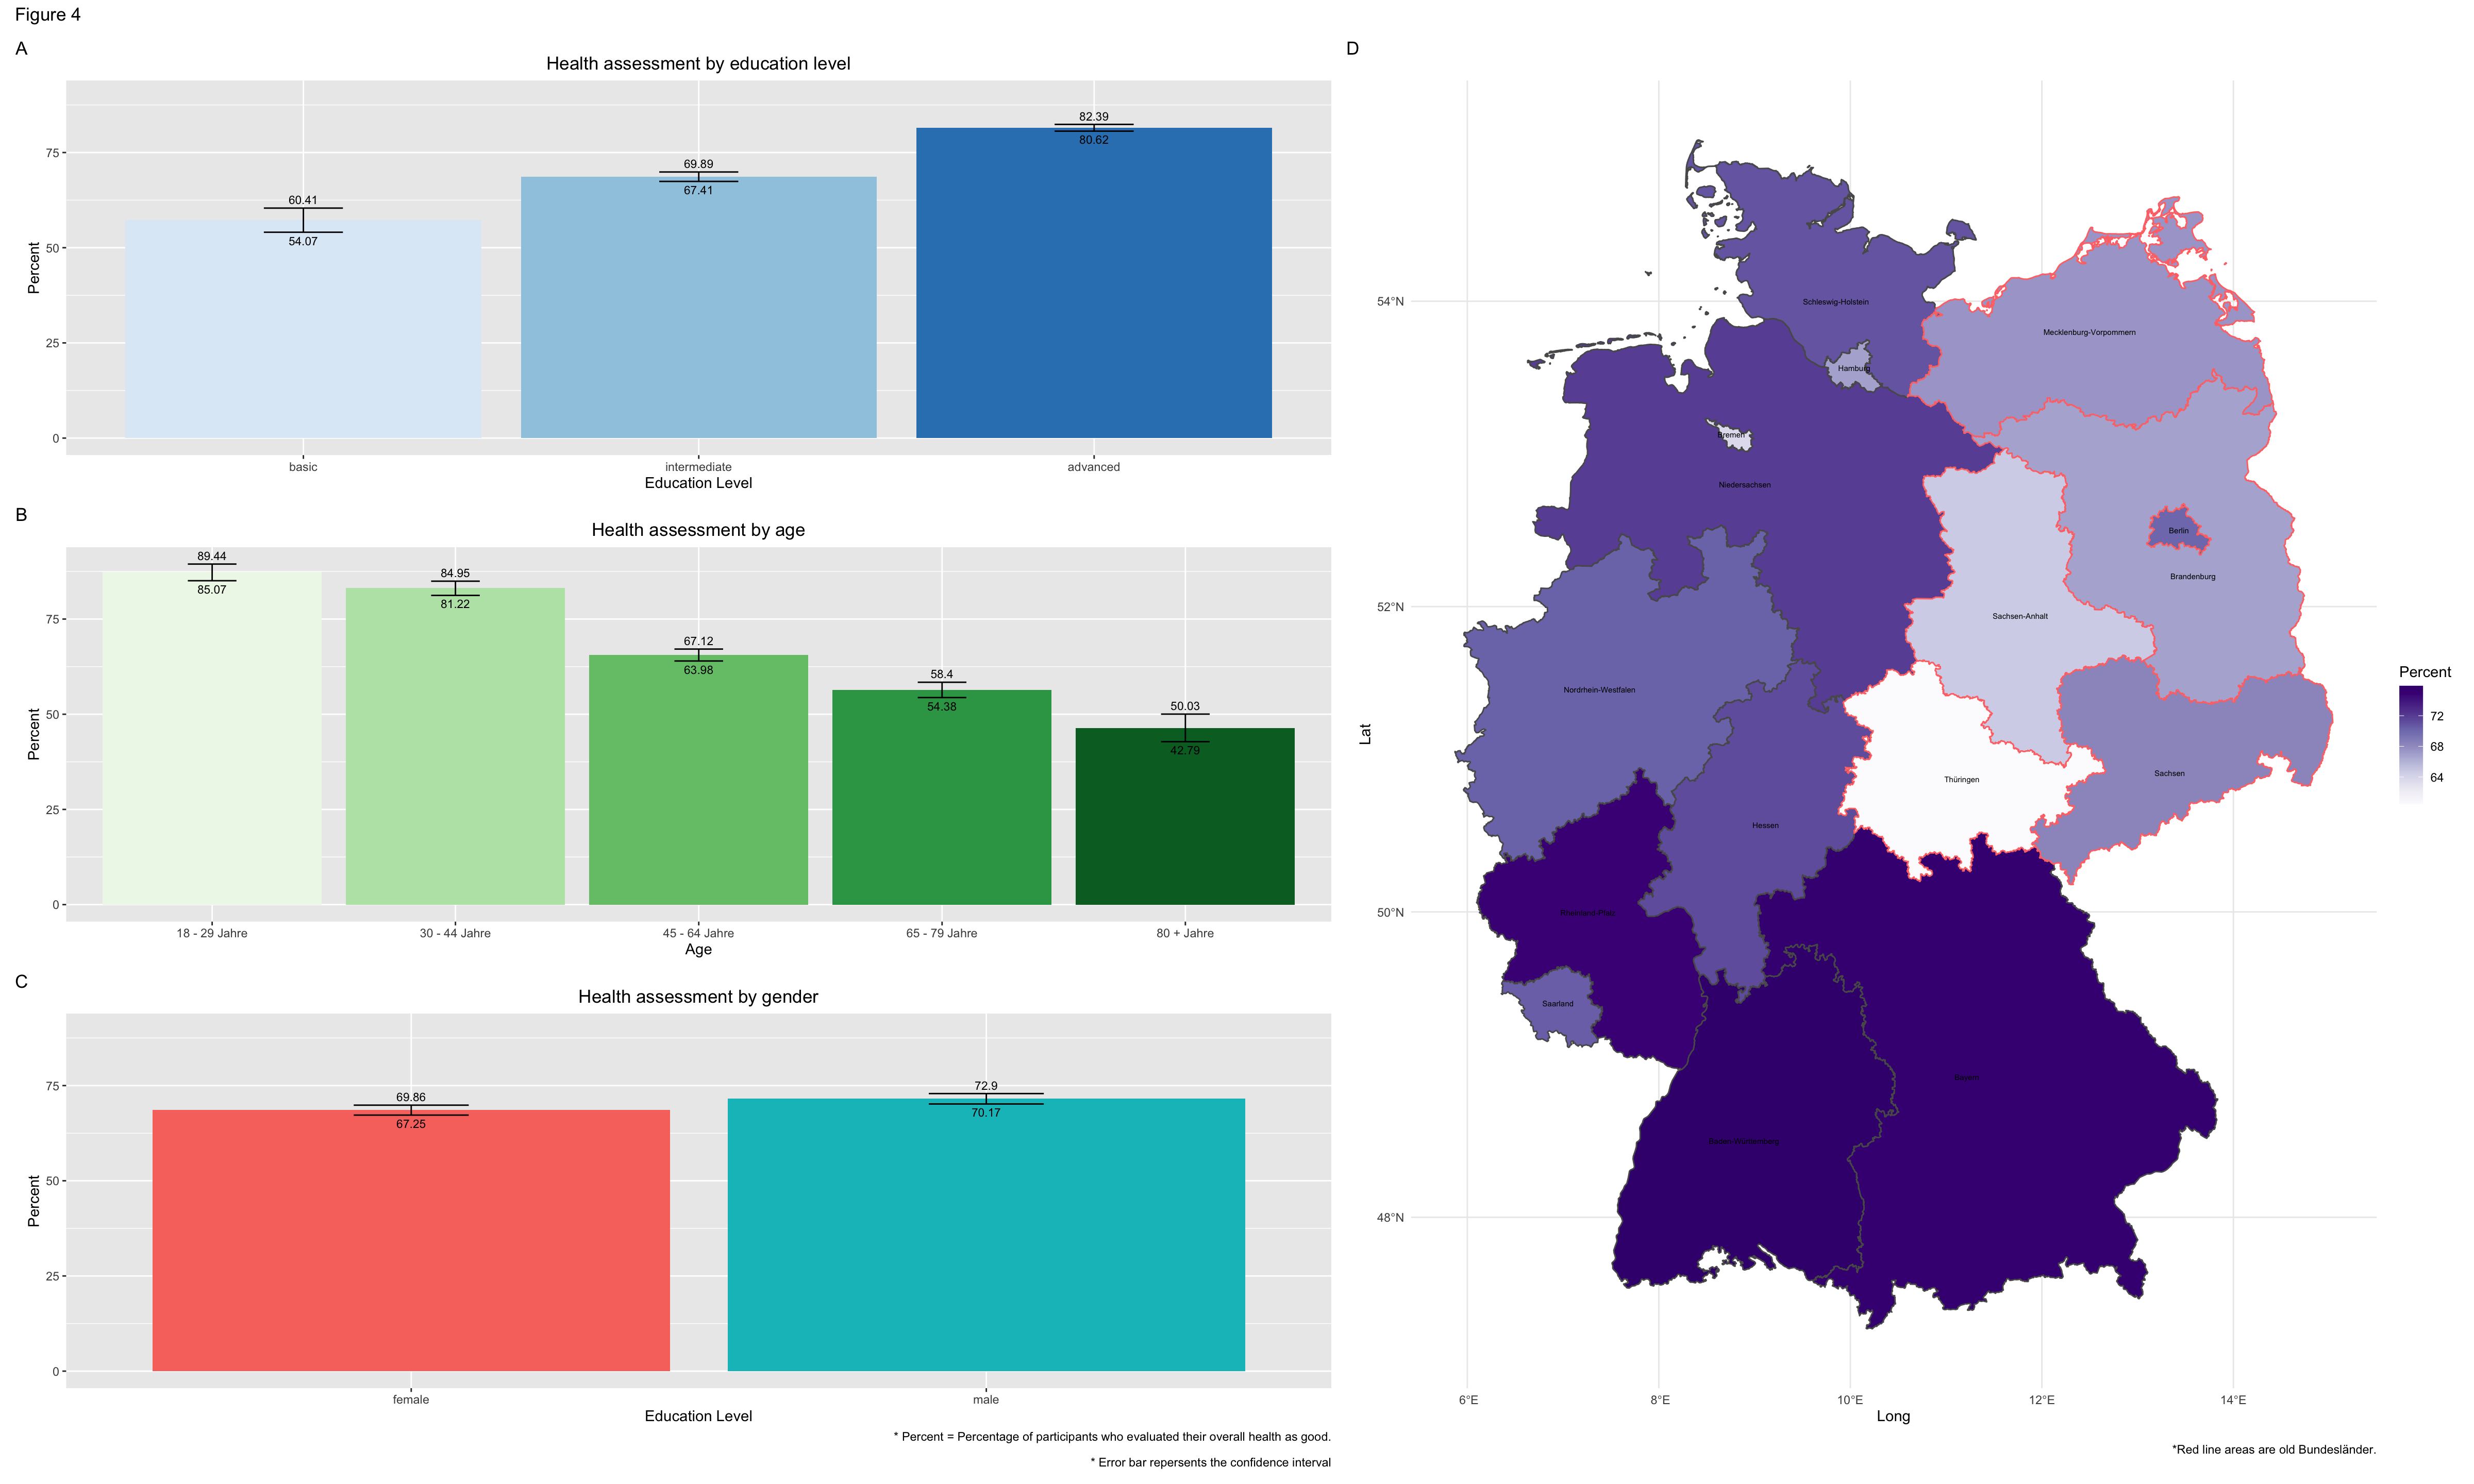 Figure 4
A
Health assessment by education level
Percent
75
50
25
0
60.41
54.07
69.89
67.41
82.39
80.62
basic
intermediate
advanced
Education Level
B
Health assessment by age
Percent
75
50
25
0
89.44
85.07
84.95
81.22
67.12
63.98
58.4
54.38
50.03
42.79
18 - 29 Jahre
30 - 44 Jahre
45 - 64 Jahre
65 - 79 Jahre
80 + Jahre
Age
C
Health assessment by gender
Percent
75
50
25
0
69.86
67.25
72.9
70.17
female
male
Education Level
* Percent = Percentage of participants who evaluated their overall health as good.
* Error bar repersents the confidence interval
D
Lat
54°N
52°N
50°N
48°N
Schleswig-Holstein
Mecklenburg-Vorpommern
Hamburg
Bremen
Niedersachsen
Berlin
Brandenburg
Sachsen-Anhalt
Nordrhein-Westfalen
Sachsen
Thüringen
Hessen
Rheinland-Pfalz
Saarland
Bayern
Baden-Württemberg
6°E
8°E
10°E
12°E
14°E
Long
Percent
72
68
64
*Red line areas are old Bundesländer.